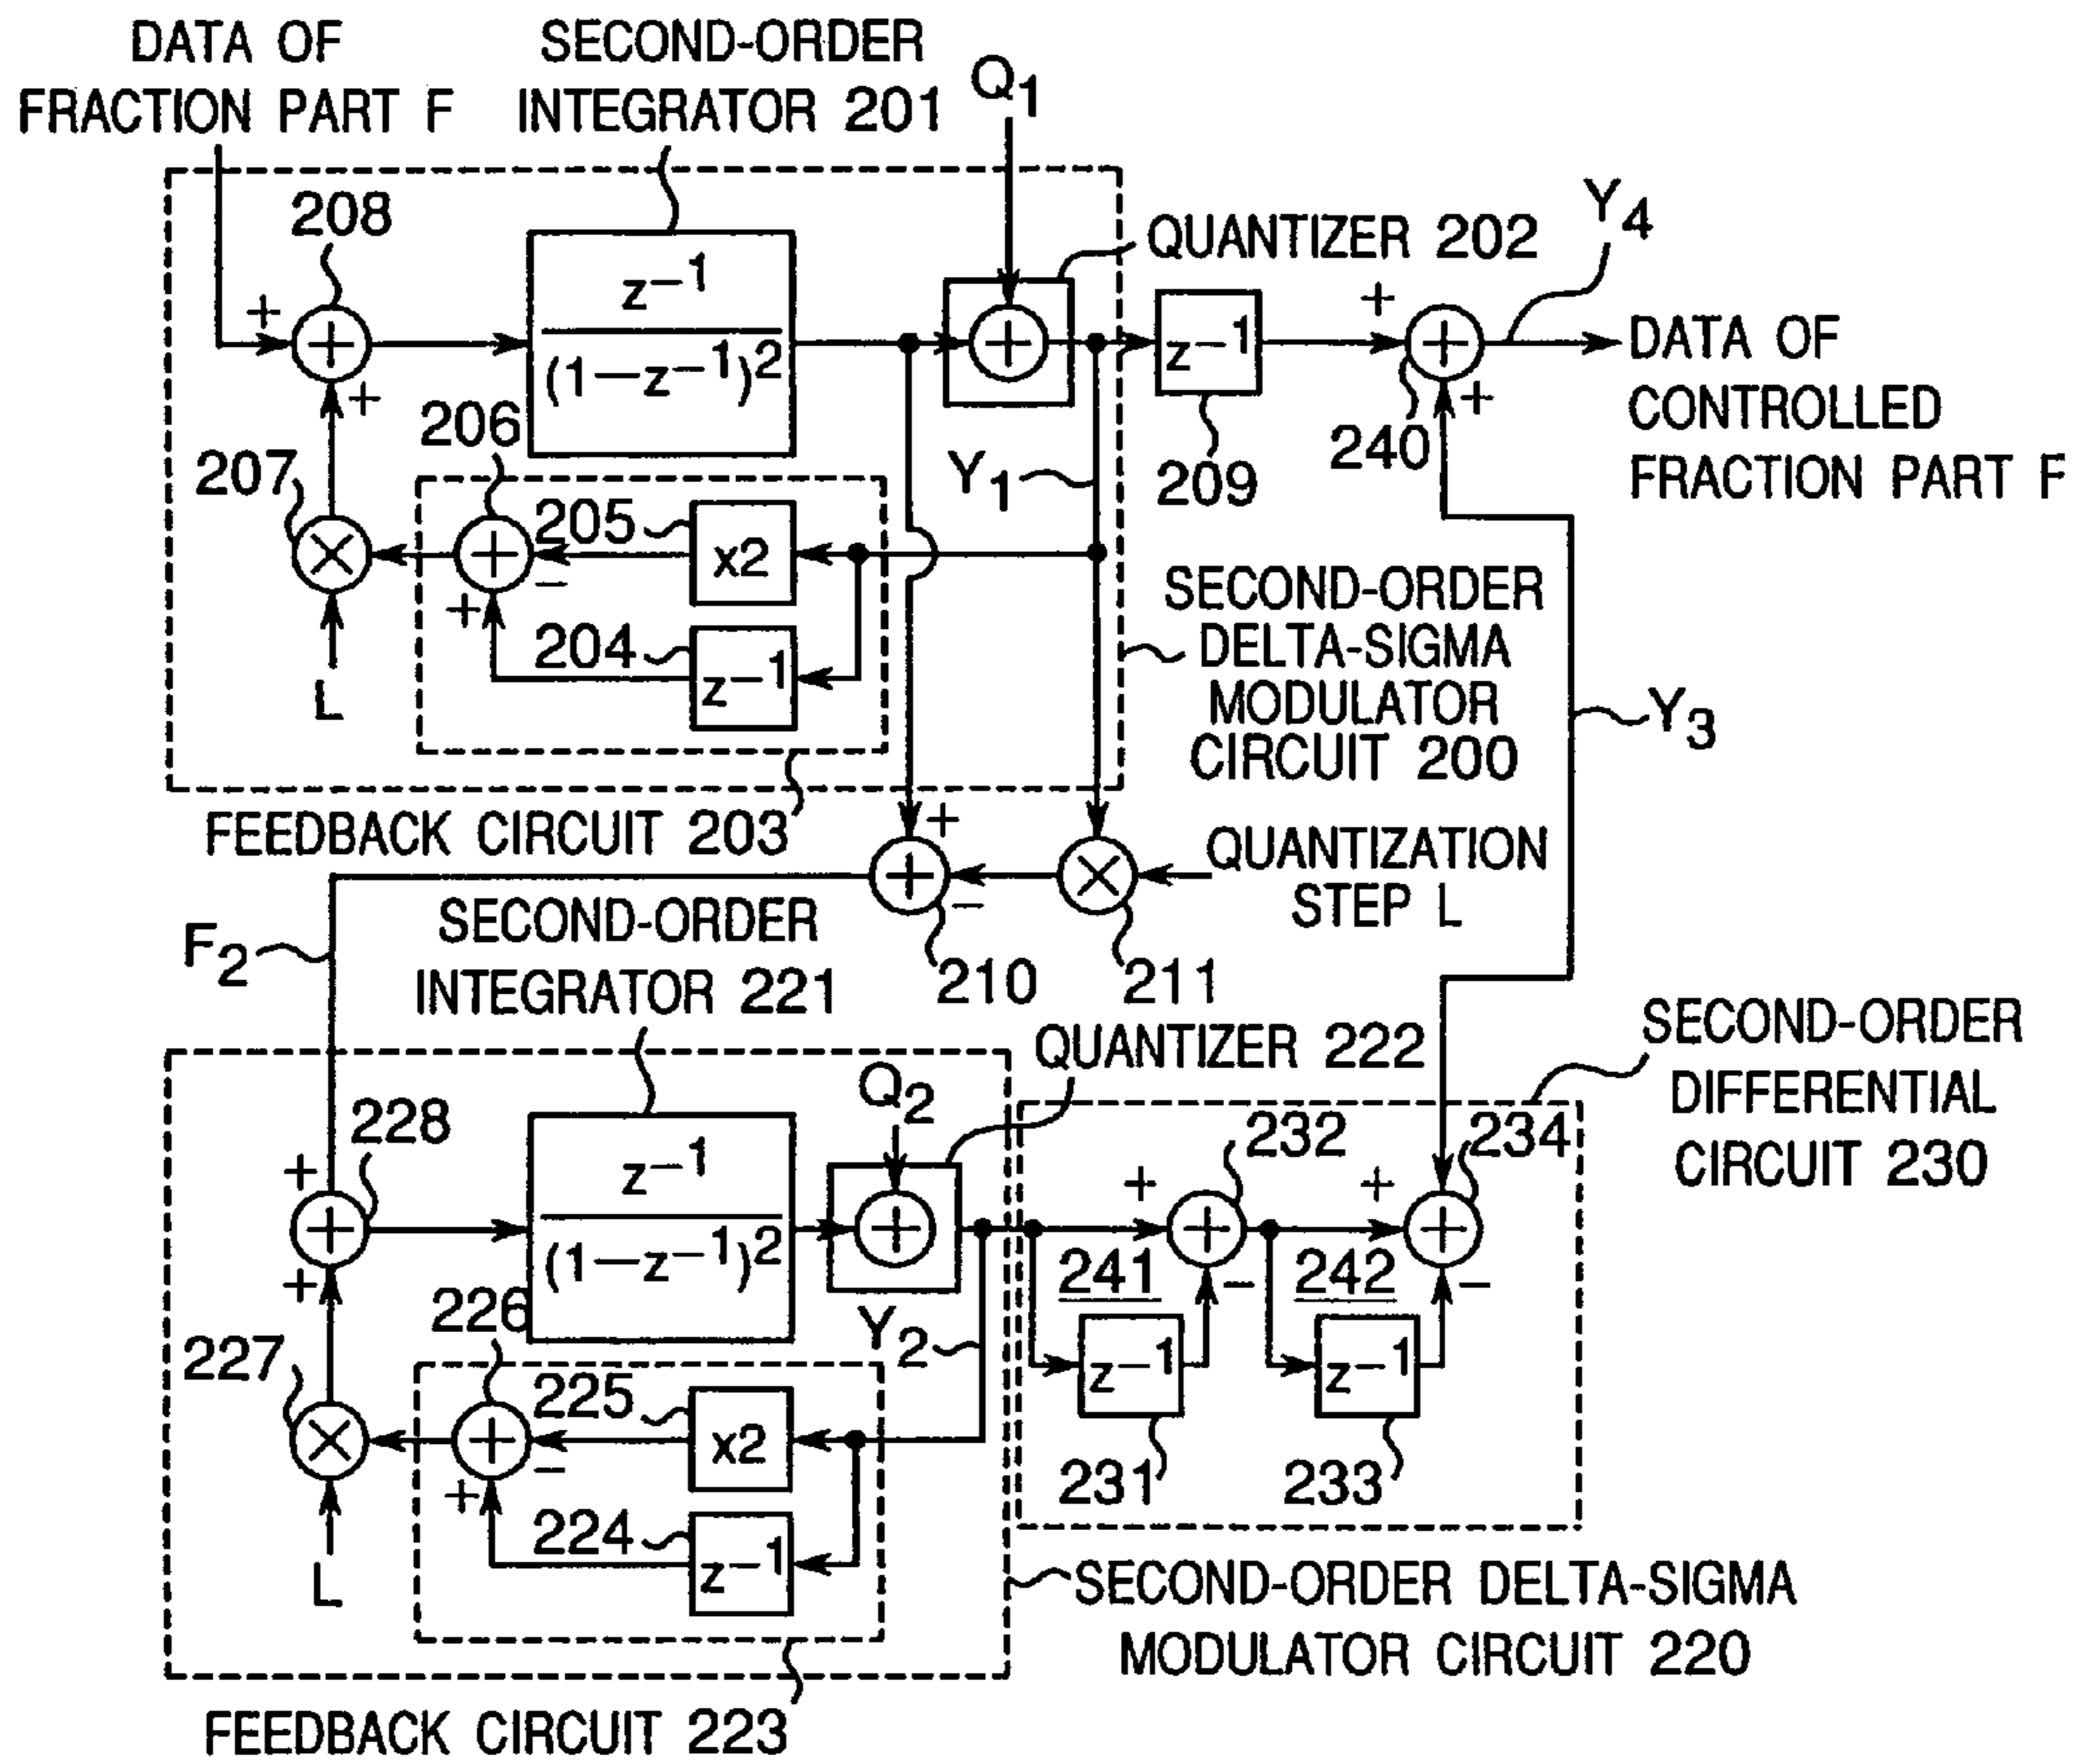 DATA OF
FRACTION PART F
SECOND-ORDER
INTEGRATOR 201
Q1
208
z−1
(1−z−1)2
QUANTIZER 202
Y4
+
+
+
z−1
+
+
DATA OF
CONTROLLED
FRACTION PART F
206
207
Y1
209
240
+
205
x2
−
+
204
z−1
L
SECOND-ORDER
DELTA-SIGMA
MODULATOR
CIRCUIT 200
Y3
FEEDBACK CIRCUIT 203
+
+
−
×
QUANTIZATION
STEP L
F2
210
211
SECOND-ORDER
INTEGRATOR 221
QUANTIZER 222
SECOND-ORDER
DIFFERENTIAL
CIRCUIT 230
Q2
228
232
234
z−1
(1−z−1)2
+
+
+
+
+
+
+
+
−
−
241
242
226
227
Y2
z−1
z−1
225
x2
×
+
−
+
231
233
224
z−1
L
SECOND-ORDER DELTA-SIGMA
MODULATOR CIRCUIT 220
FEEDBACK CIRCUIT 223